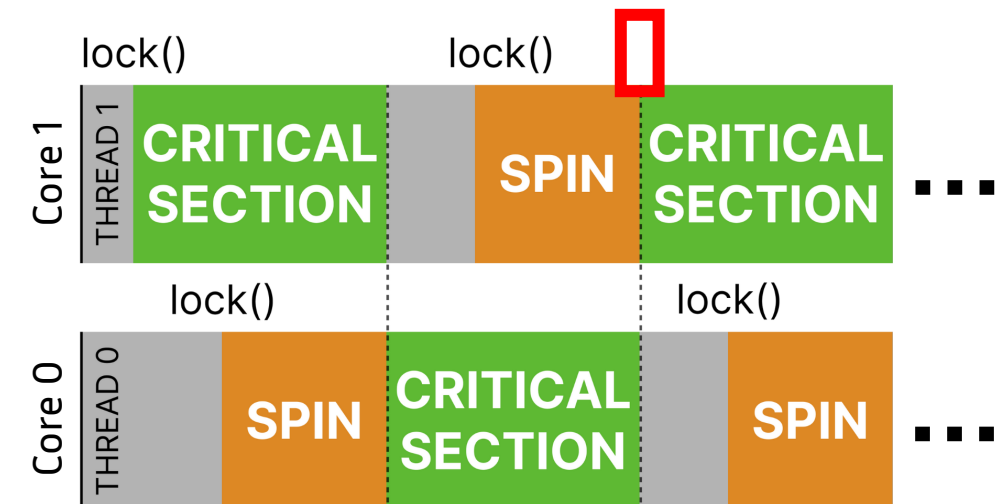 lock()
lock()
Core 1
THREAD 1
CRITICAL
SECTION
SPIN
CRITICAL
SECTION
...
lock()
lock()
Core 0
THREAD 0
SPIN
CRITICAL
SECTION
SPIN
...